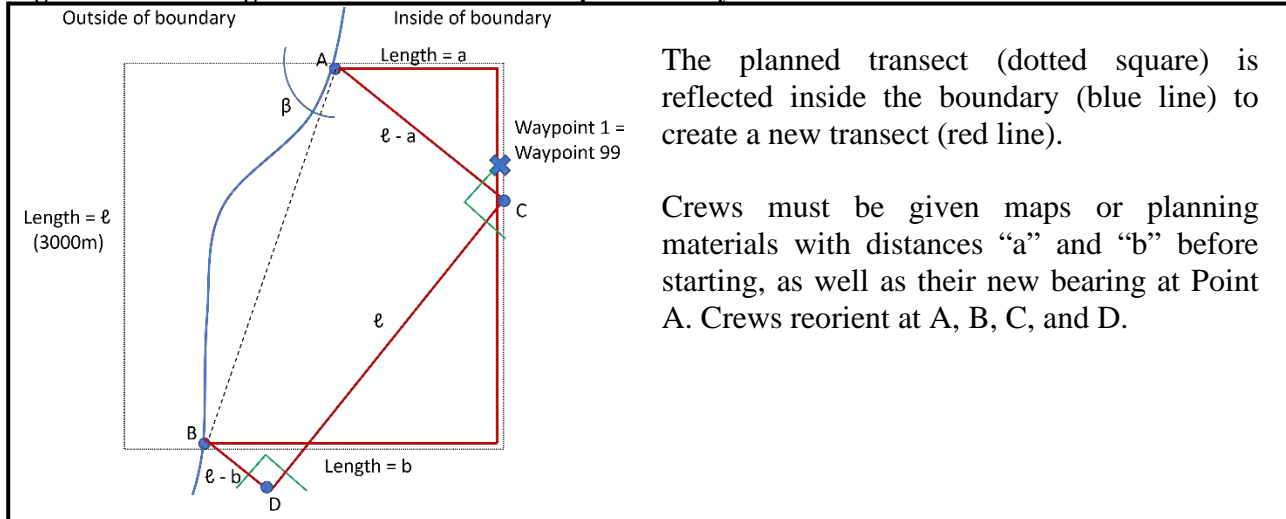 Outside of boundary
Inside of boundary
A
Length = a
β
ℓ - a
Waypoint 1 =
Waypoint 99
C
Length = ℓ
(3000m)
ℓ
B
Length = b
ℓ - b
D
The planned transect (dotted square) is
reflected inside the boundary (blue line) to
create a new transect (red line).
Crews must be given maps or planning
materials with distances “a” and “b” before
starting, as well as their new bearing at Point
A. Crews reorient at A, B, C, and D.